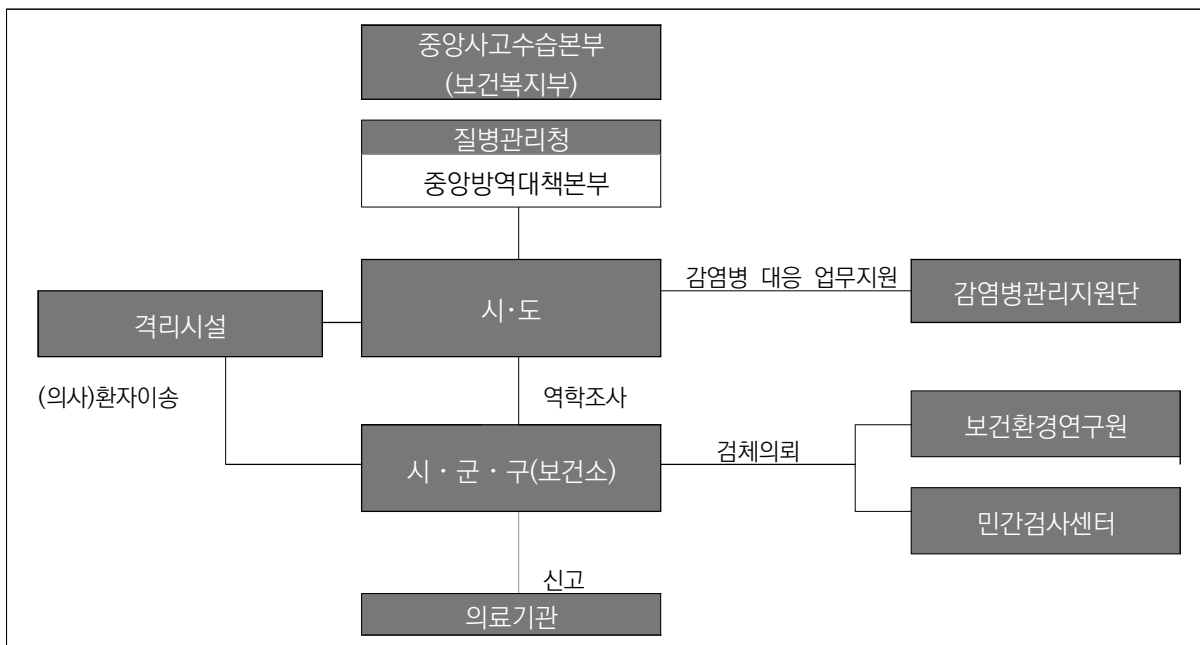 중앙사고수습본부
(보건복지부)
질병관리청
중앙방역대책본부
시·도
감염병 대응 업무지원
감염병관리지원단
격리시설
(의사)환자이송
역학조사
시·군·구(보건소)
검체의뢰
보건환경연구원
민간검사센터
신고
의료기관